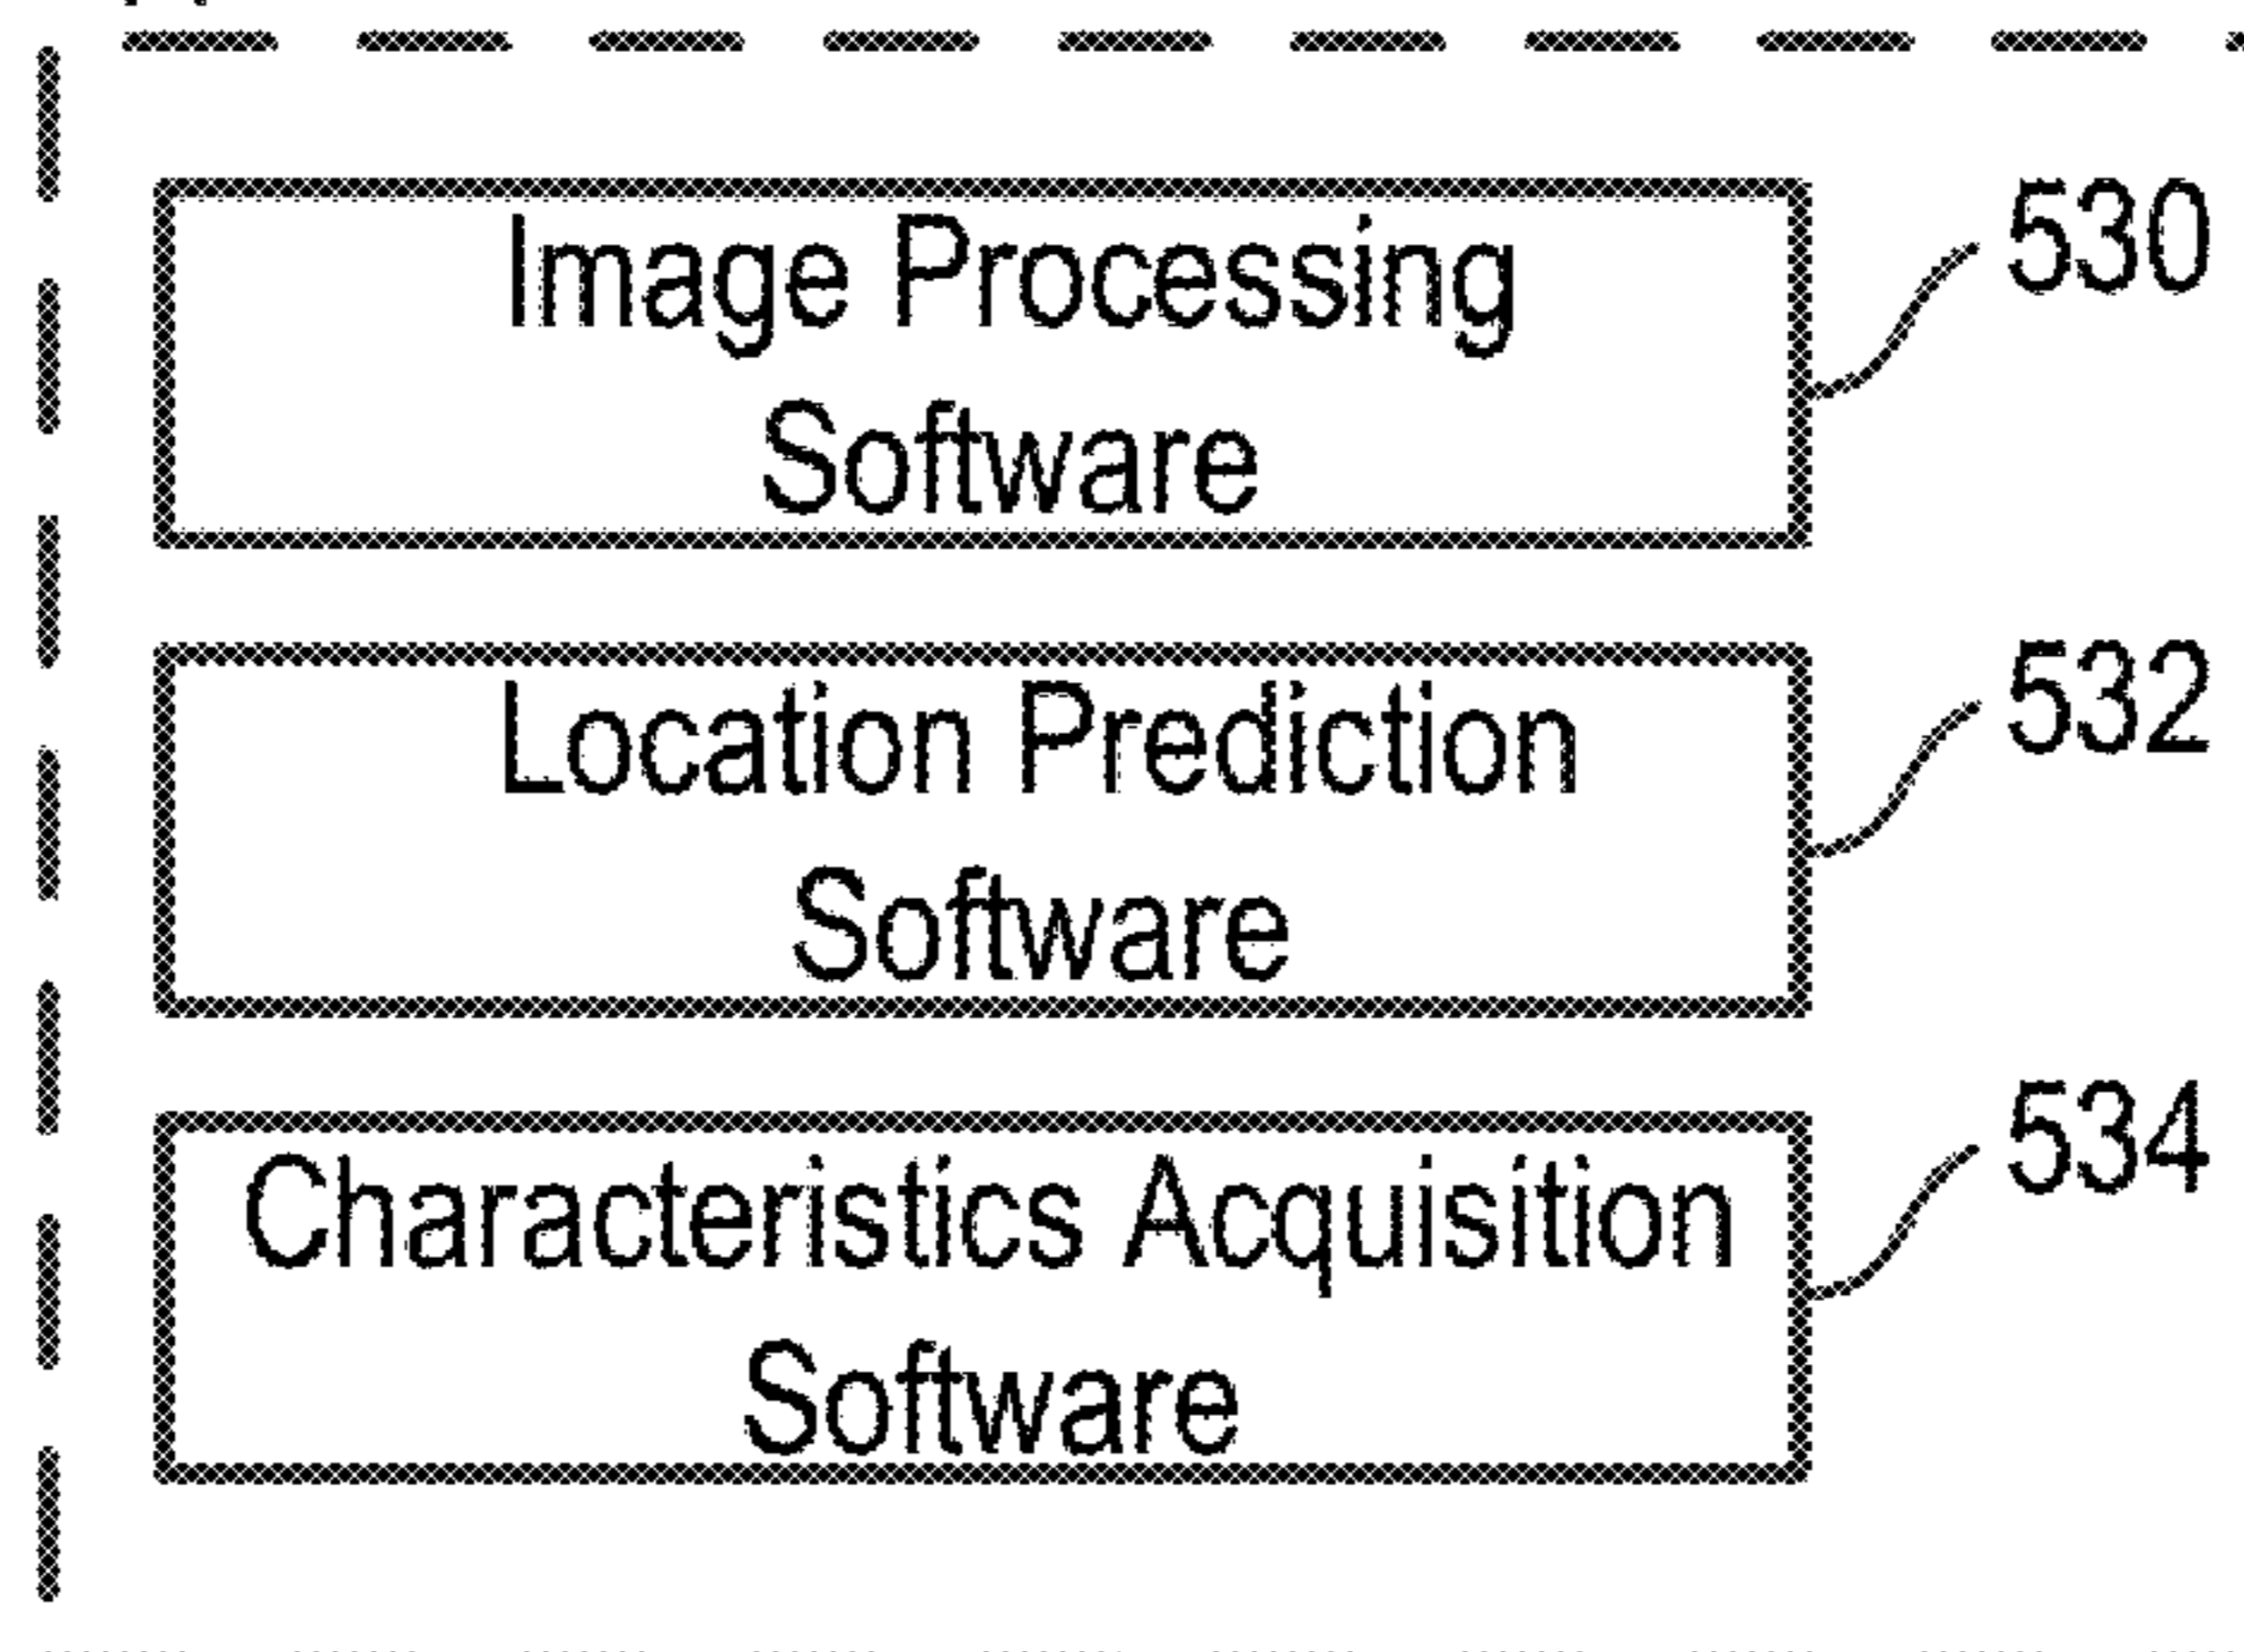 Image Processing
Software
530
Location Prediction
Software
532
Characteristics Acquisition
Software
534